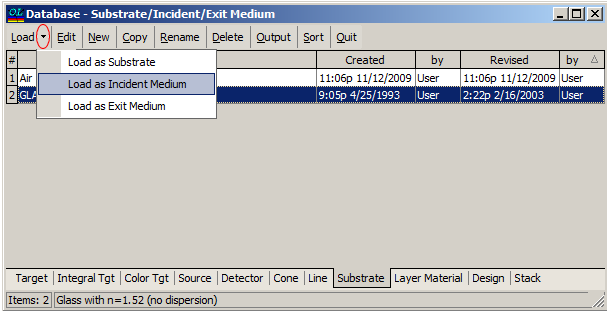 OL Database - Substrate/Incident/Exit Medium
Load Edit New Copy Rename Delete Output Sort Quit
Load as Substrate
Load as Incident Medium
Load as Exit Medium
# Created by Revised by
1 Air 11:06p 11/12/2009 User 11:06p 11/12/2009 User
2 GLA 9:05p 4/25/1993 User 2:22p 2/16/2003 User
Target Integral Tgt Color Tgt Source Detector Cone Line Substrate Layer Material Design Stack
Items: 2 Glass with n=1.52 (no dispersion)